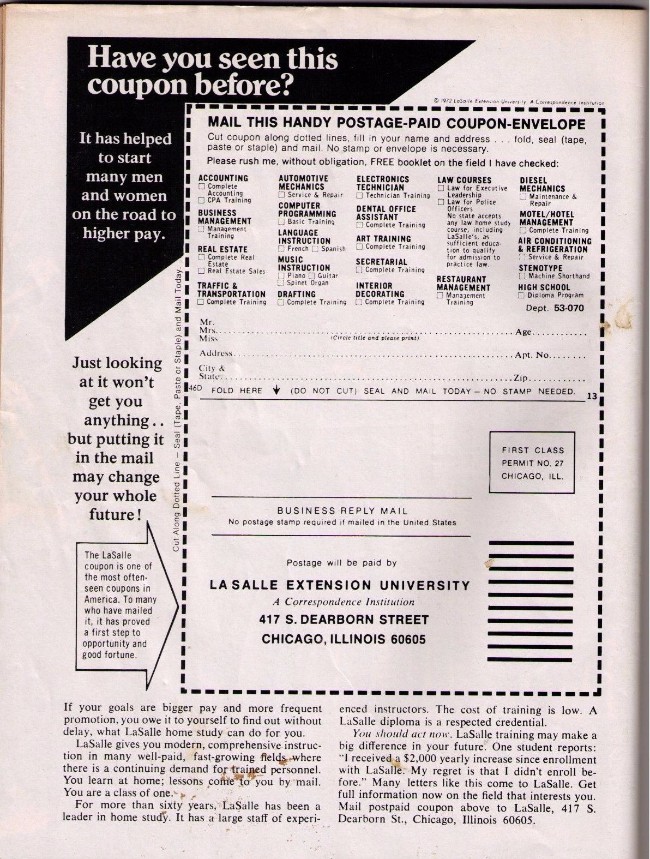 Have you seen this
coupon before?
© 1972 LaSalle Extension University, A Correspondence Institution
It has helped
to start
many men
and women
on the road to
higher pay.
MAIL THIS HANDY POSTAGE-PAID COUPON-ENVELOPE
Cut coupon along dotted lines, fill in your name and address . . . fold, seal (tape,
paste or staple) and mail. No stamp or envelope is necessary.
Please rush me, without obligation, FREE booklet on the field I have checked:
ACCOUNTING
☐ Complete
Accounting
☐ CPA Training
BUSINESS
MANAGEMENT
☐ Management
Training
REAL ESTATE
☐ Complete Real
Estate
☐ Real Estate Sales
TRAFFIC &
TRANSPORTATION
☐ Complete Training
AUTOMOTIVE
MECHANICS
☐ Service & Repair
COMPUTER
PROGRAMMING
☐ Basic Training
LANGUAGE
INSTRUCTION
☐ French ☐ Spanish
MUSIC
INSTRUCTION
☐ Piano ☐ Guitar
☐ Spinet Organ
DRAFTING
☐ Complete Training
ELECTRONICS
TECHNICIAN
☐ Technician Training
DENTAL OFFICE
ASSISTANT
☐ Complete Training
ART TRAINING
☐ Complete Training
SECRETARIAL
☐ Complete Training
INTERIOR
DECORATING
☐ Complete Training
LAW COURSES
☐ Law for Executive
Leadership
☐ Law for Police
Officers
No state accepts
any law home study
course, including
LaSalle's, as
sufficient educa-
tion to qualify
for admission to
practice law.
RESTAURANT
MANAGEMENT
☐ Management
Training
DIESEL
MECHANICS
☐ Maintenance &
Repair
MOTEL/HOTEL
MANAGEMENT
☐ Complete Training
AIR CONDITIONING
& REFRIGERATION
☐ Service & Repair
STENOTYPE
☐ Machine Shorthand
HIGH SCHOOL
☐ Diploma Program
Dept. 53-070
Mr.
Mrs. Age
Miss (Circle title and please print)
Address Apt. No.
City &
State Zip
46D FOLD HERE (DO NOT CUT) SEAL AND MAIL TODAY — NO STAMP NEEDED. 13
Cut Along Dotted Line — Seal (Tape, Paste or Staple) and Mail Today.
Just looking
at it won't
get you
anything..
but putting it
in the mail
may change
your whole
future!
The LaSalle
coupon is one of
the most often-
seen coupons in
America. To many
who have mailed
it, it has proved
a first step to
opportunity and
good fortune.
FIRST CLASS
PERMIT NO. 27
CHICAGO, ILL.
BUSINESS REPLY MAIL
No postage stamp required if mailed in the United States
Postage will be paid by
LA SALLE EXTENSION UNIVERSITY
A Correspondence Institution
417 S. DEARBORN STREET
CHICAGO, ILLINOIS 60605
If your goals are bigger pay and more frequent
promotion, you owe it to yourself to find out without
delay, what LaSalle home study can do for you.
LaSalle gives you modern, comprehensive instruc-
tion in many well-paid, fast-growing fields where
there is a continuing demand for trained personnel.
You learn at home; lessons come to you by mail.
You are a class of one.
For more than sixty years, LaSalle has been a
leader in home study. It has a large staff of experi-
enced instructors. The cost of training is low. A
LaSalle diploma is a respected credential.
You should act now. LaSalle training may make a
big difference in your future. One student reports:
"I received a $2,000 yearly increase since enrollment
with LaSalle. My regret is that I didn't enroll be-
fore." Many letters like this come to LaSalle. Get
full information now on the field that interests you.
Mail postpaid coupon above to LaSalle, 417 S.
Dearborn St., Chicago, Illinois 60605.